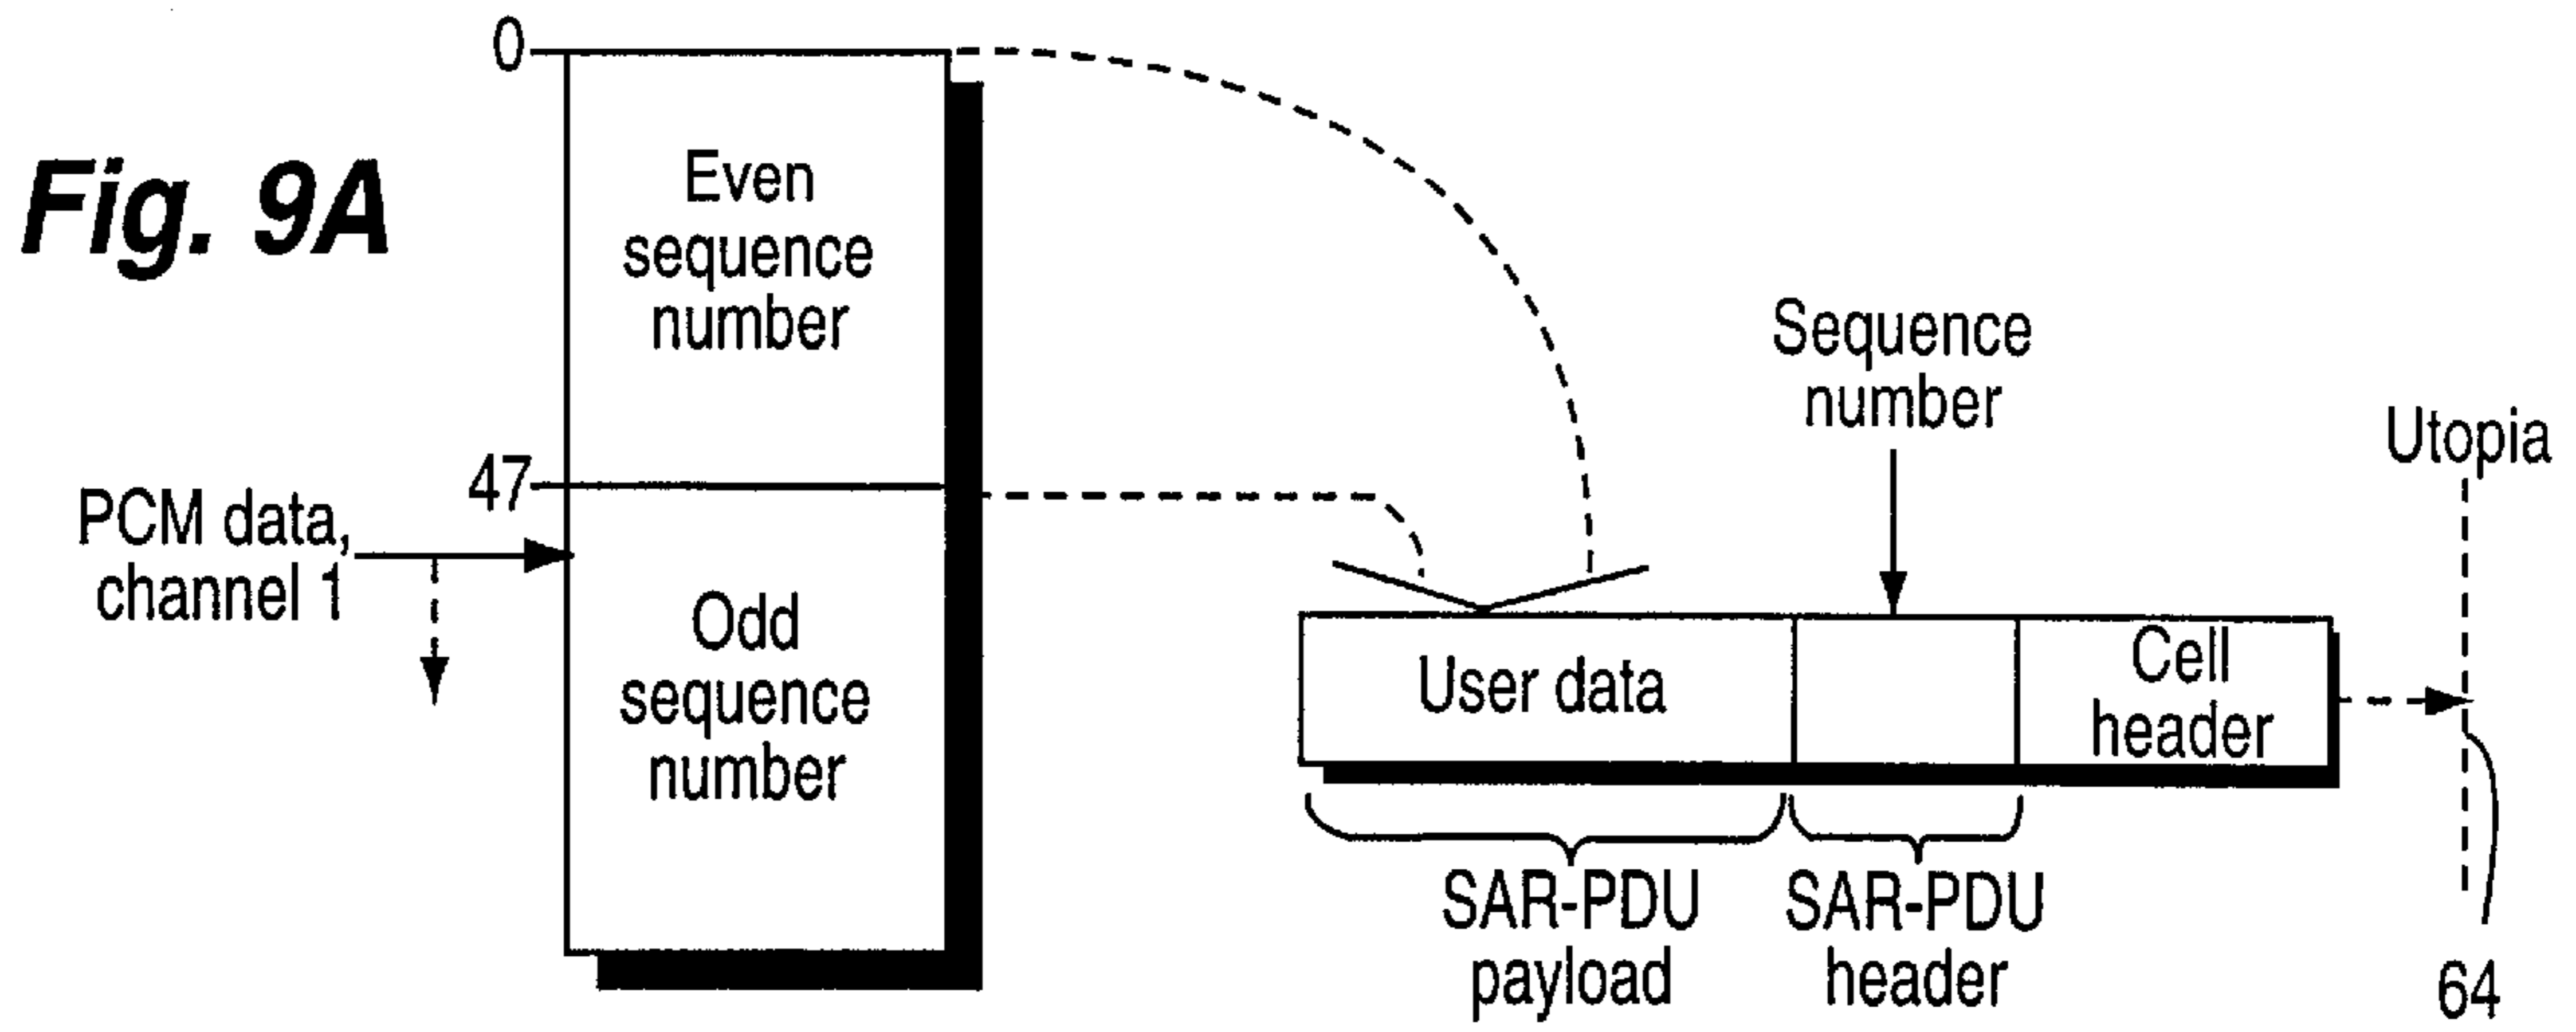 Fig. 9A
0
Even
sequence
number
47
PCM data,
channel 1
Odd
sequence
number
Sequence
number
Utopia
User data
Cell
header
SAR-PDU
payload
SAR-PDU
header
64